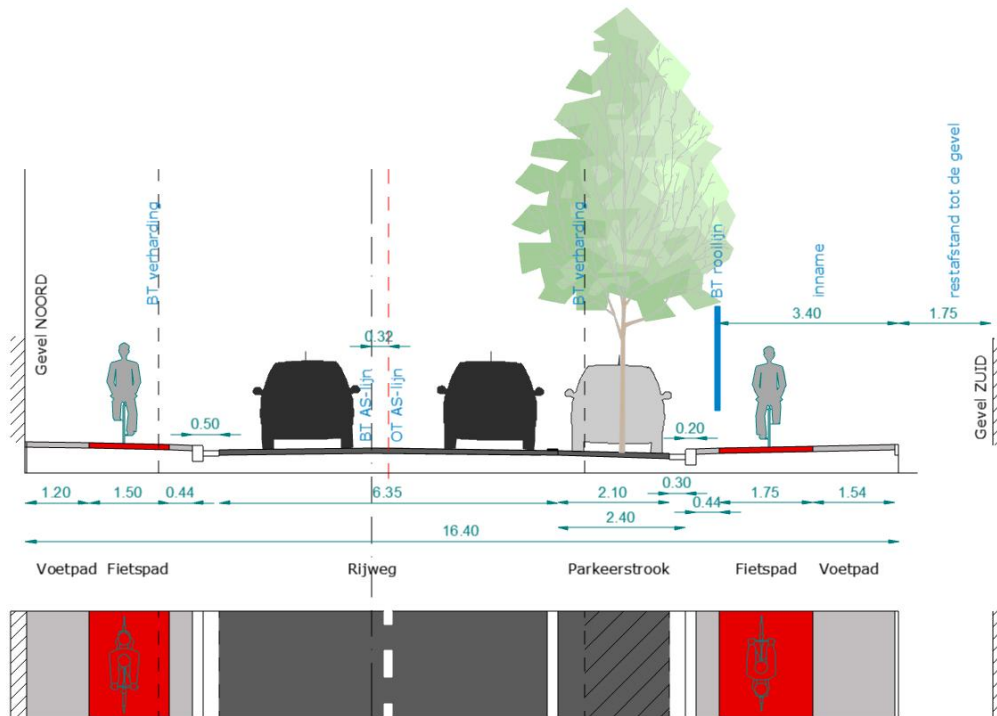 Gevel NOORD
BT verharding
0.32
BT AS-lijn
OT AS-lijn
BT verharding
BT rooilijn
inname
restafstand tot de gevel
3.40
1.75
Gevel ZUID
0.50
0.20
1.20
1.50
0.44
6.35
2.10
0.30
0.44
1.75
1.54
2.40
16.40
Voetpad
Fietspad
Rijweg
Parkeerstrook
Fietspad
Voetpad